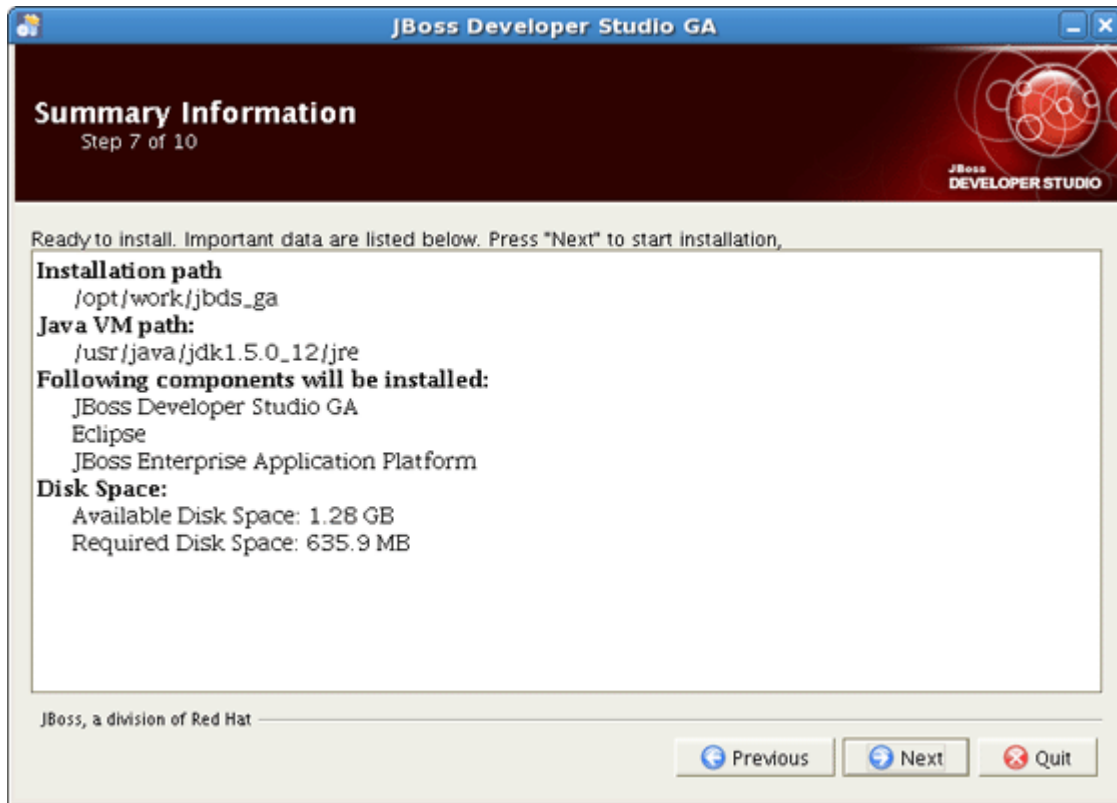 JBoss Developer Studio GA
Summary Information
Step 7 of 10
JBoss
DEVELOPER STUDIO
Ready to install. Important data are listed below. Press "Next" to start installation,
Installation path
/opt/work/jbds_ga
Java VM path:
/usr/java/jdk1.5.0_12/jre
Following components will be installed:
JBoss Developer Studio GA
Eclipse
JBoss Enterprise Application Platform
Disk Space:
Available Disk Space: 1.28 GB
Required Disk Space: 635.9 MB
JBoss, a division of Red Hat
Previous Next Quit